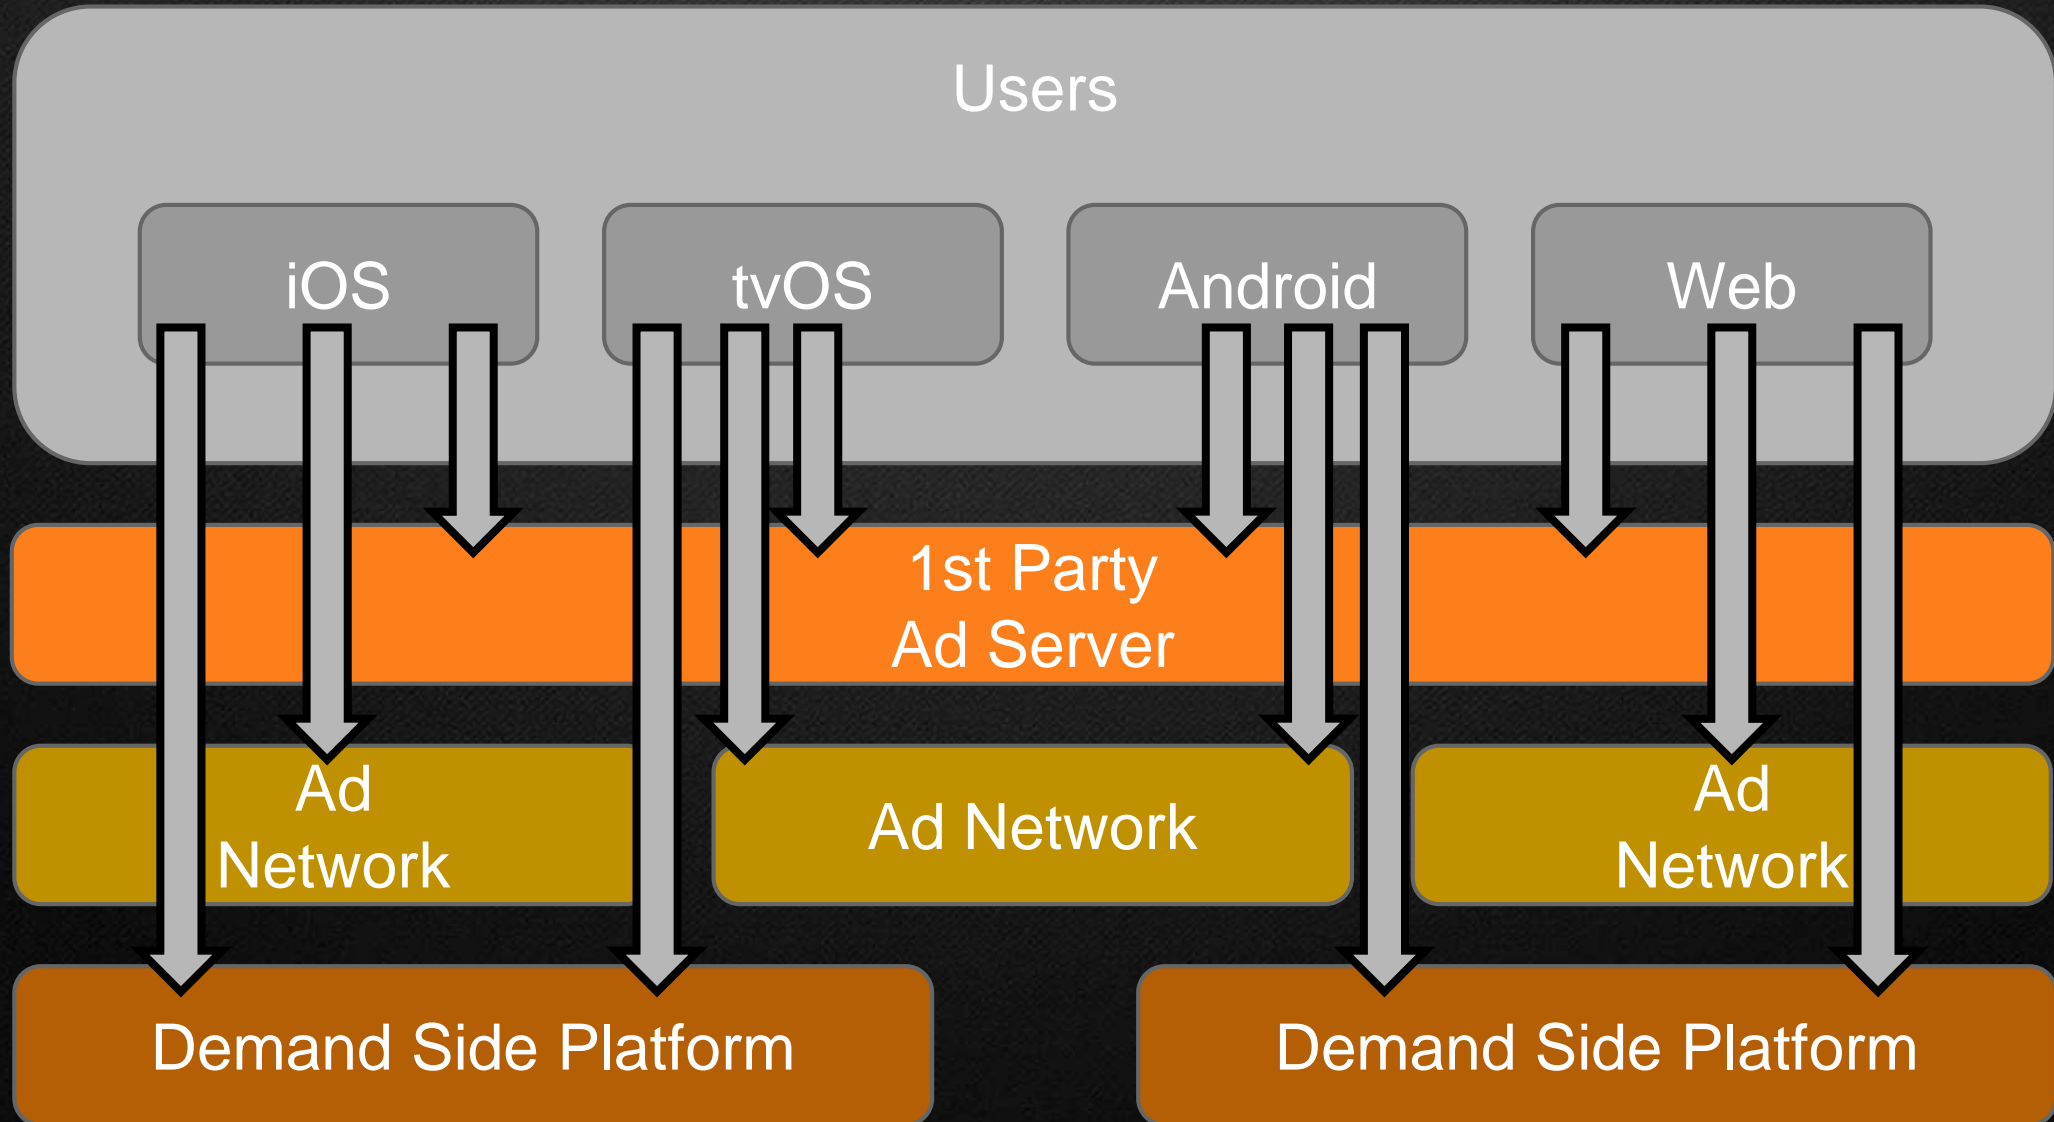 Users
iOS
tvOS
Android
Web
1st Party
Ad Server
Ad
Network
Ad Network
Ad
Network
Demand Side Platform
Demand Side Platform